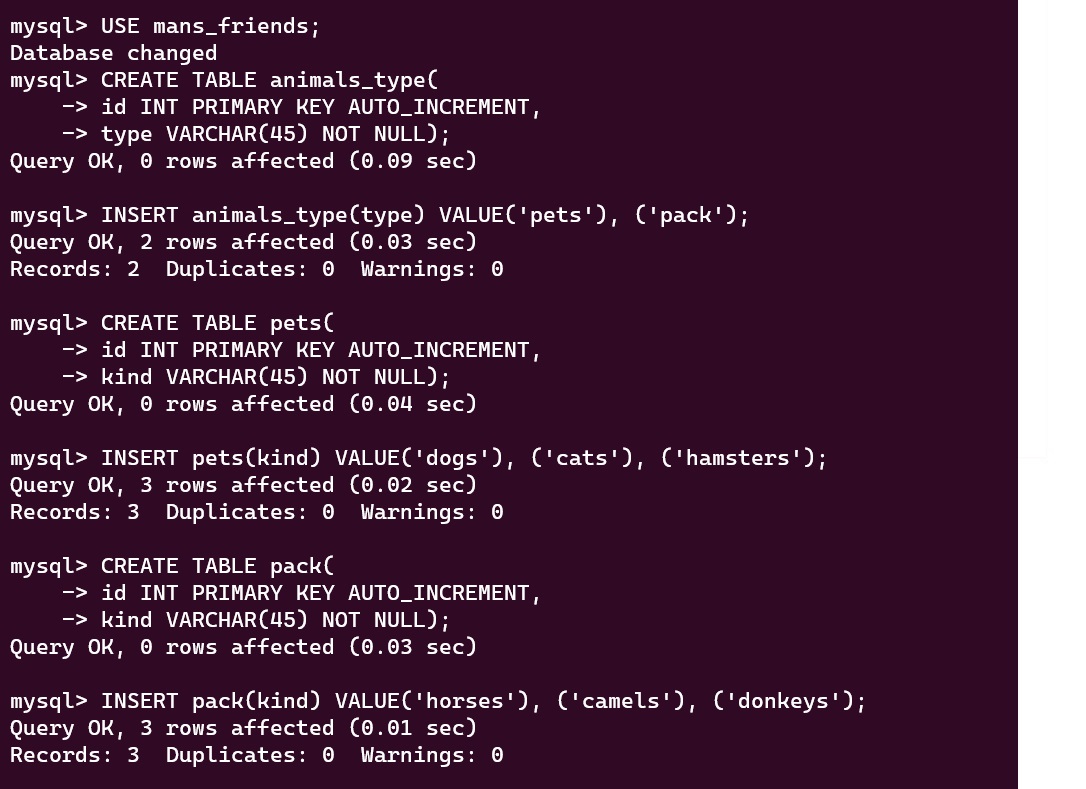 mysql> USE mans_friends;
Database changed
mysql> CREATE TABLE animals_type(
    -> id INT PRIMARY KEY AUTO_INCREMENT,
    -> type VARCHAR(45) NOT NULL);
Query OK, 0 rows affected (0.09 sec)

mysql> INSERT animals_type(type) VALUE('pets'), ('pack');
Query OK, 2 rows affected (0.03 sec)
Records: 2  Duplicates: 0  Warnings: 0

mysql> CREATE TABLE pets(
    -> id INT PRIMARY KEY AUTO_INCREMENT,
    -> kind VARCHAR(45) NOT NULL);
Query OK, 0 rows affected (0.04 sec)

mysql> INSERT pets(kind) VALUE('dogs'), ('cats'), ('hamsters');
Query OK, 3 rows affected (0.02 sec)
Records: 3  Duplicates: 0  Warnings: 0

mysql> CREATE TABLE pack(
    -> id INT PRIMARY KEY AUTO_INCREMENT,
    -> kind VARCHAR(45) NOT NULL);
Query OK, 0 rows affected (0.03 sec)

mysql> INSERT pack(kind) VALUE('horses'), ('camels'), ('donkeys');
Query OK, 3 rows affected (0.01 sec)
Records: 3  Duplicates: 0  Warnings: 0